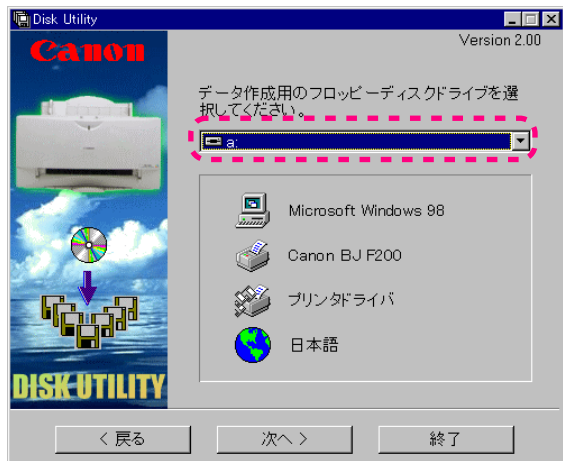 Disk Utility
Canon
Version 2.00
データ作成用のフロッピーディスクドライブを選
択してください。
a:
Microsoft Windows 98
Canon BJ F200
プリンタドライバ
日本語
DISK UTILITY
< 戻る
次へ >
終了